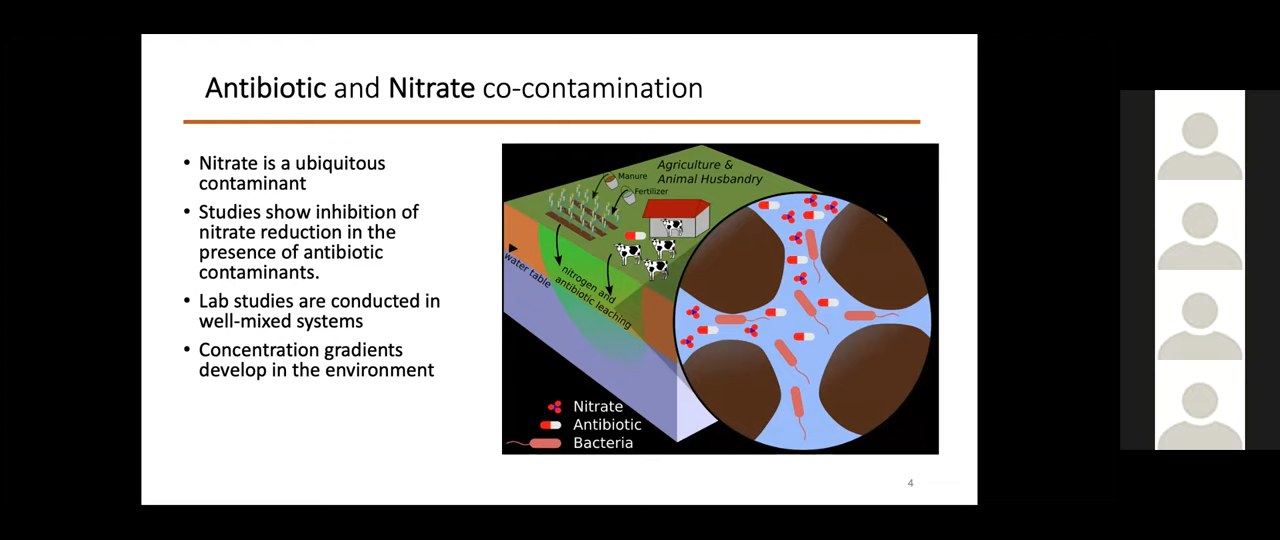 Antibiotic and Nitrate co-contamination
• Nitrate is a ubiquitous
contaminant
• Studies show inhibition of
nitrate reduction in the
presence of antibiotic
contaminants.
• Lab studies are conducted in
well-mixed systems
• Concentration gradients
develop in the environment
Agriculture &
Animal Husbandry
Manure
Fertilizer
water table
nitrogen and
antibiotic leaching
Nitrate
Antibiotic
Bacteria
4